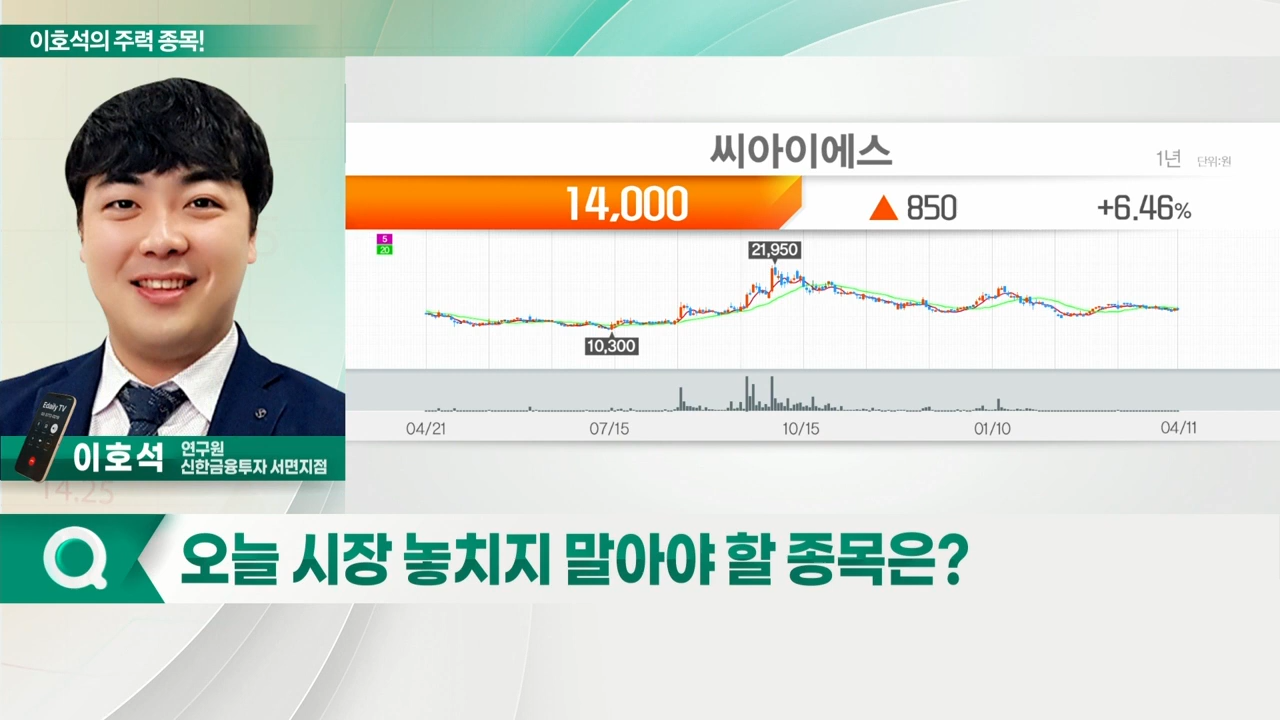 이호석의 주력 종목!
씨아이에스
1년 단위:원
14,000 ▲ 850 +6.46%
5
20
21,950
10,300
04/21 07/15 10/15 01/10 04/11
Edaily TV
이호석
연구원
신한금융투자 서면지점
14.25
Q 오늘 시장 놓치지 말아야 할 종목은?